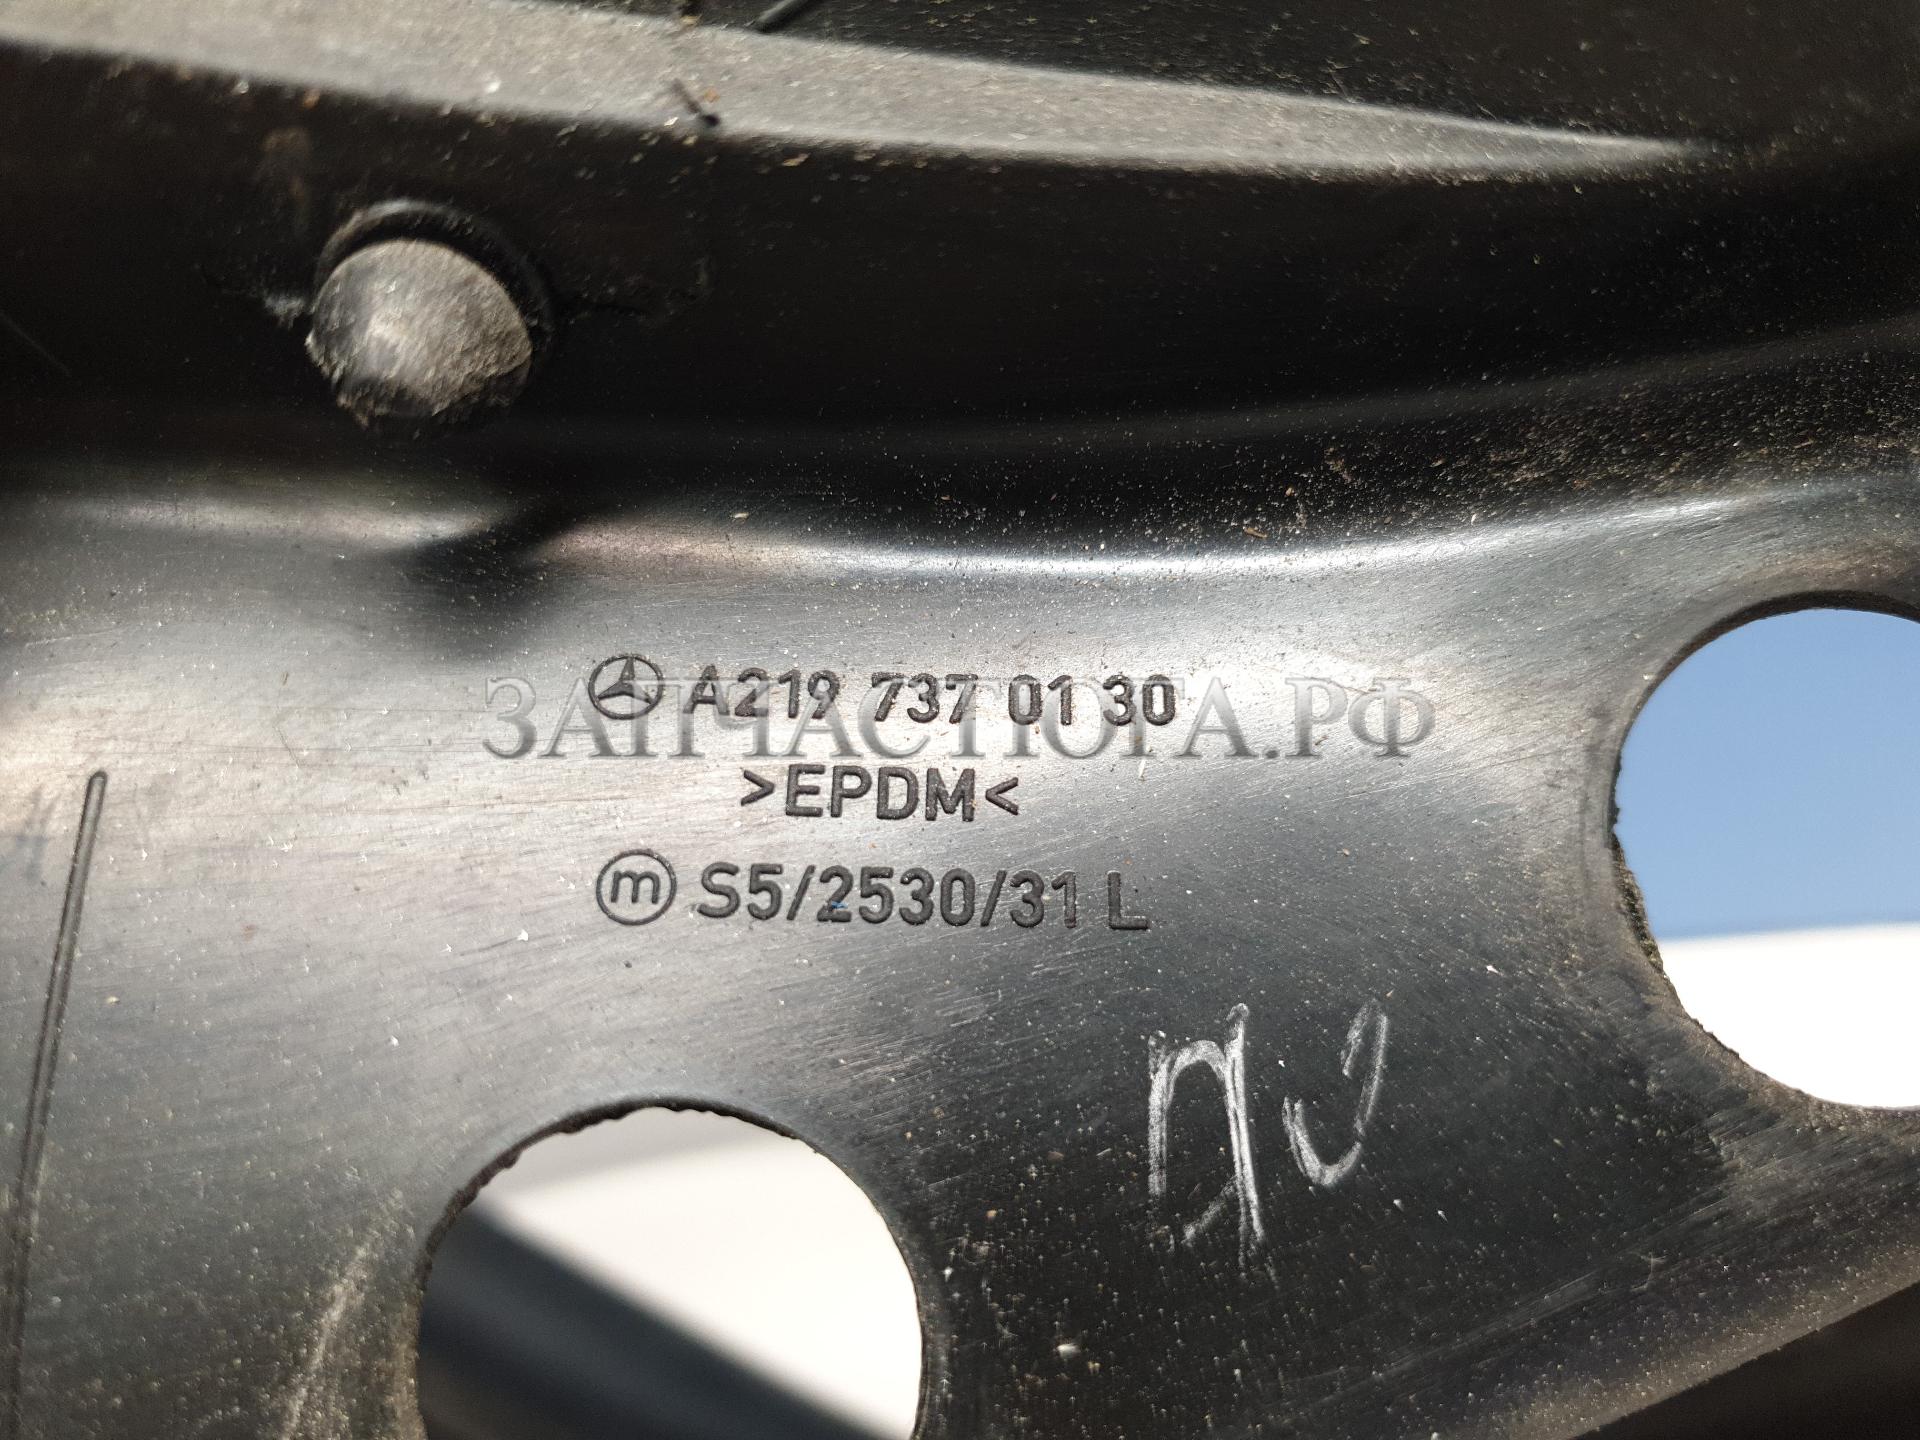 A219 737 01 30
ЗАПЧАСТЮГА.РФ
>EPDM<
m S5/2530/31 L